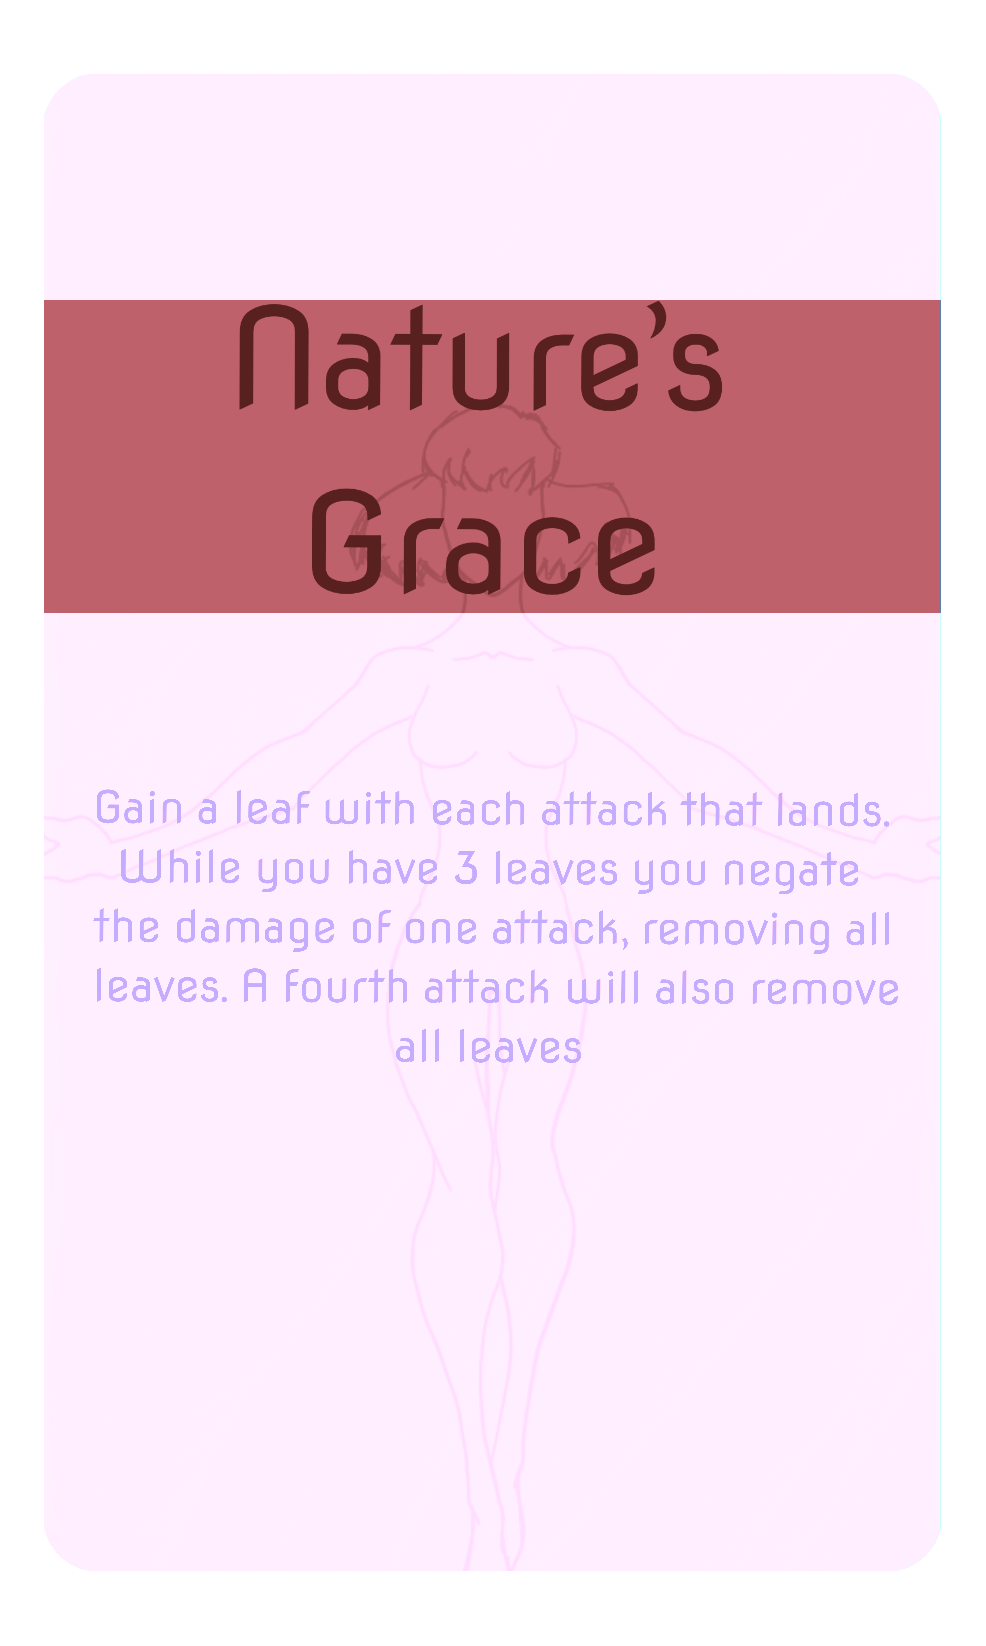 Nature's
Grace
Gain a leaf with each attack that lands.
While you have 3 leaves you negate
the damage of one attack, removing all
leaves. A fourth attack will also remove
all leaves